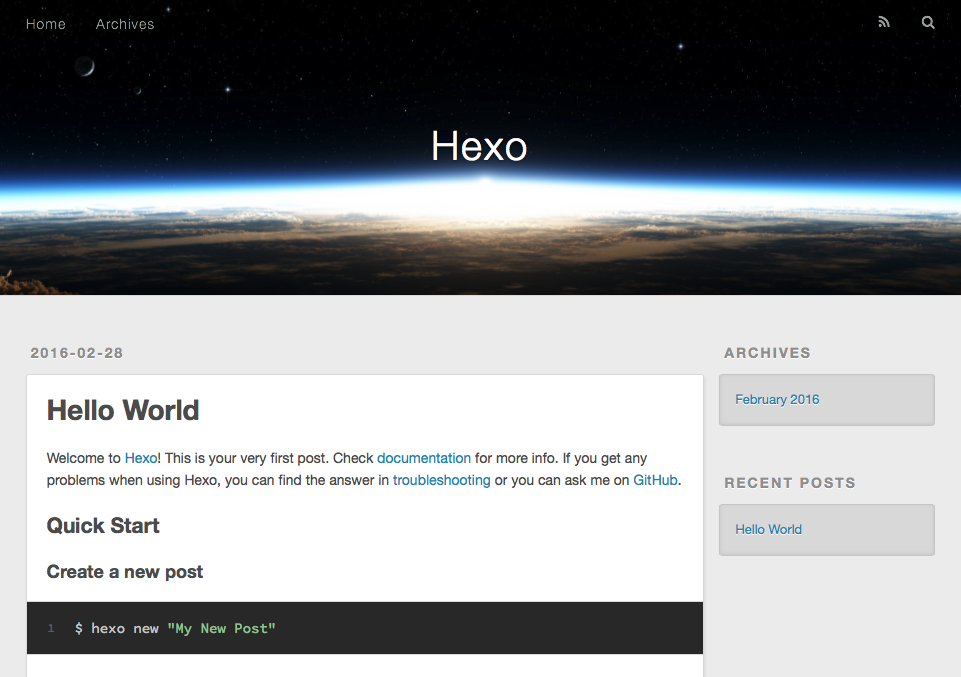 Home Archives
Hexo
2016-02-28
Hello World
Welcome to Hexo! This is your very first post. Check documentation for more info. If you get any
problems when using Hexo, you can find the answer in troubleshooting or you can ask me on GitHub.
Quick Start
Create a new post
1 $ hexo new "My New Post"
ARCHIVES
February 2016
RECENT POSTS
Hello World